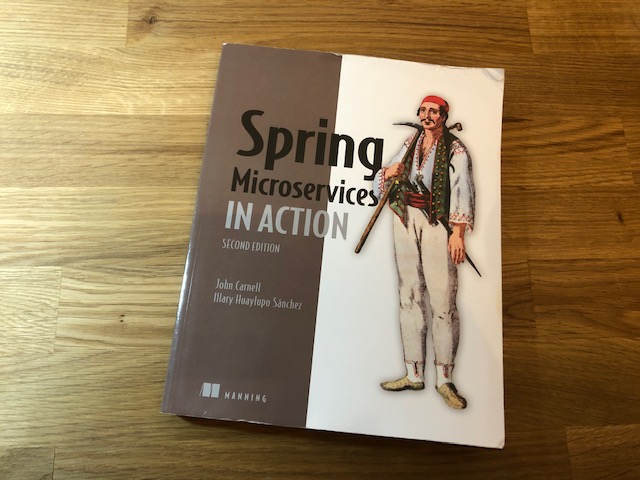 Spring
Microservices
IN ACTION
SECOND EDITION
John Carnell
Illary Huaylupo Sánchez
MANNING